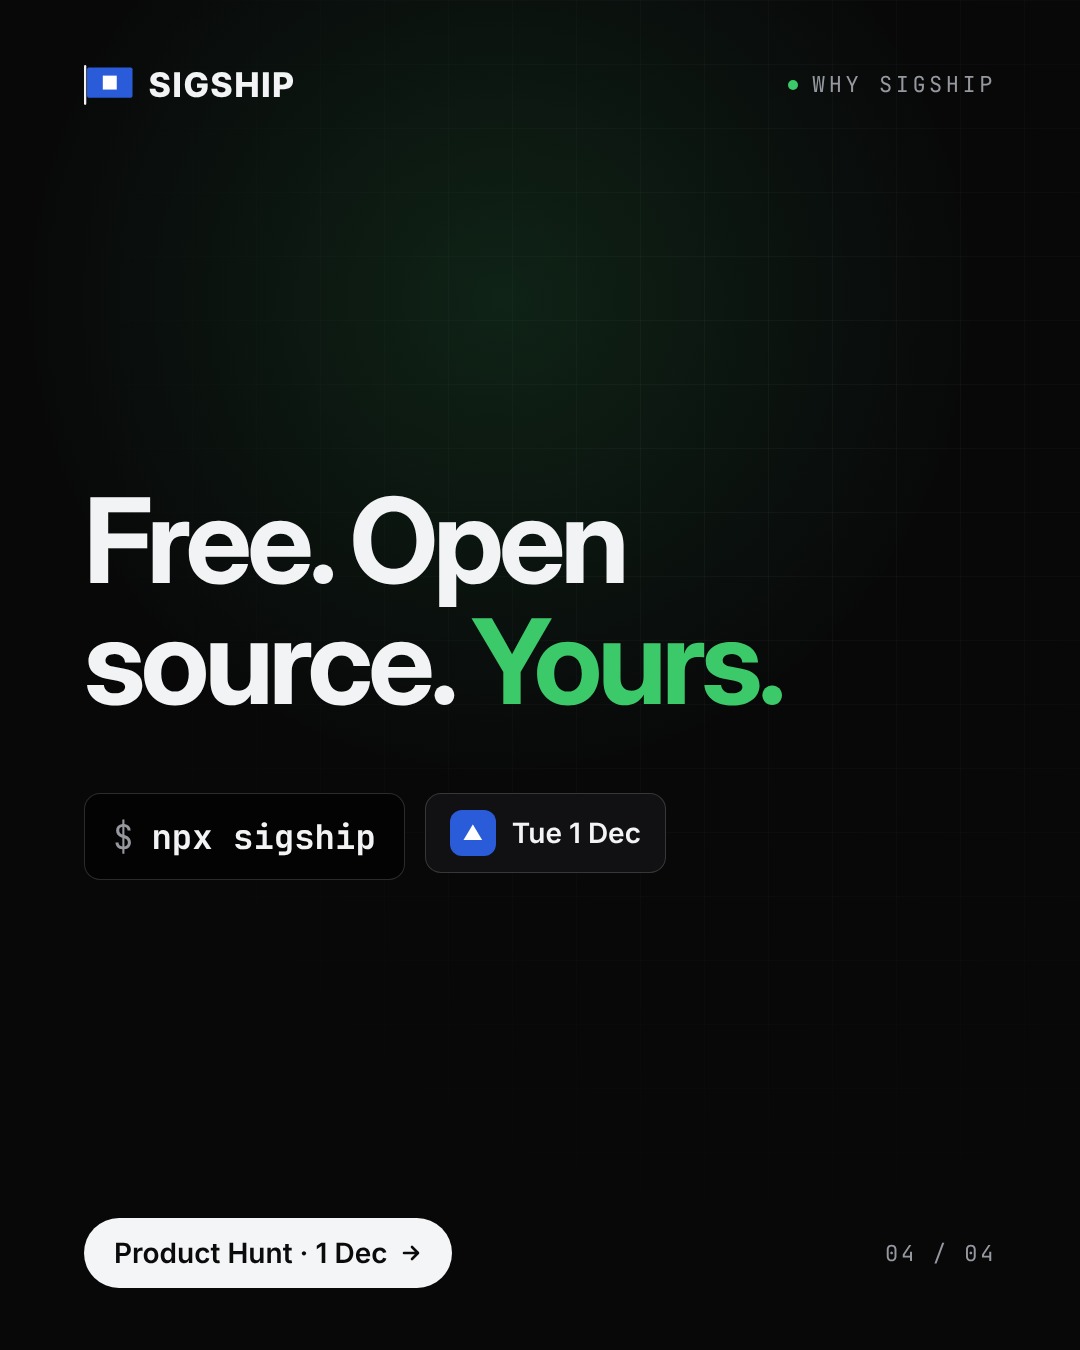 SIGSHIP
WHY SIGSHIP
Free. Open
source. Yours.
$ npx sigship
Tue 1 Dec
Product Hunt · 1 Dec →
04 / 04